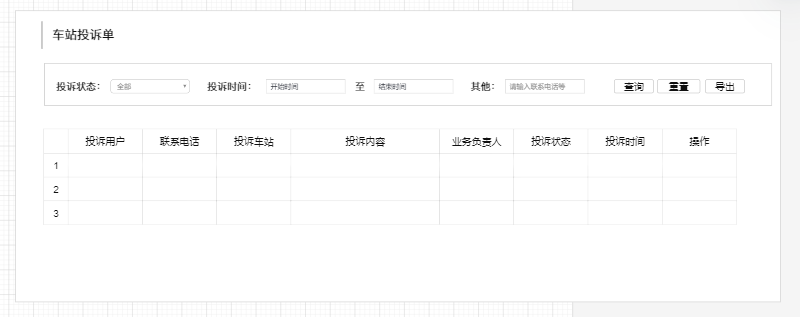 车站投诉单
投诉状态: 全部 投诉时间: 开始时间 至 结束时间 其他: 请输入联系电话等 查询 重置 导出
投诉用户 联系电话 投诉车站 投诉内容 业务负责人 投诉状态 投诉时间 操作
1
2
3